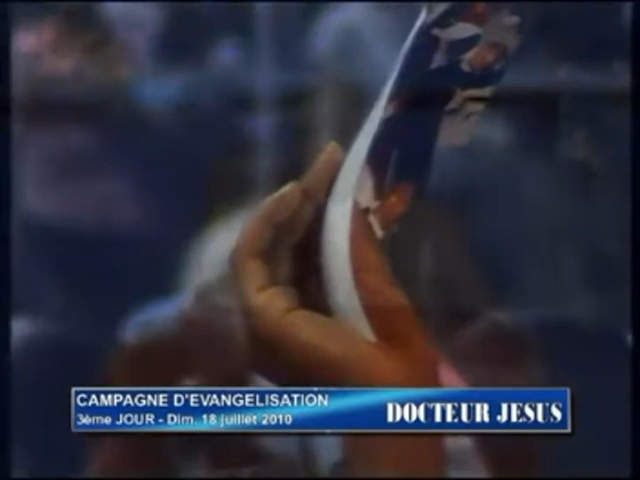 CAMPAGNE D'EVANGELISATION
3ème JOUR - Dim. 18 juillet 2010
DOCTEUR JESUS